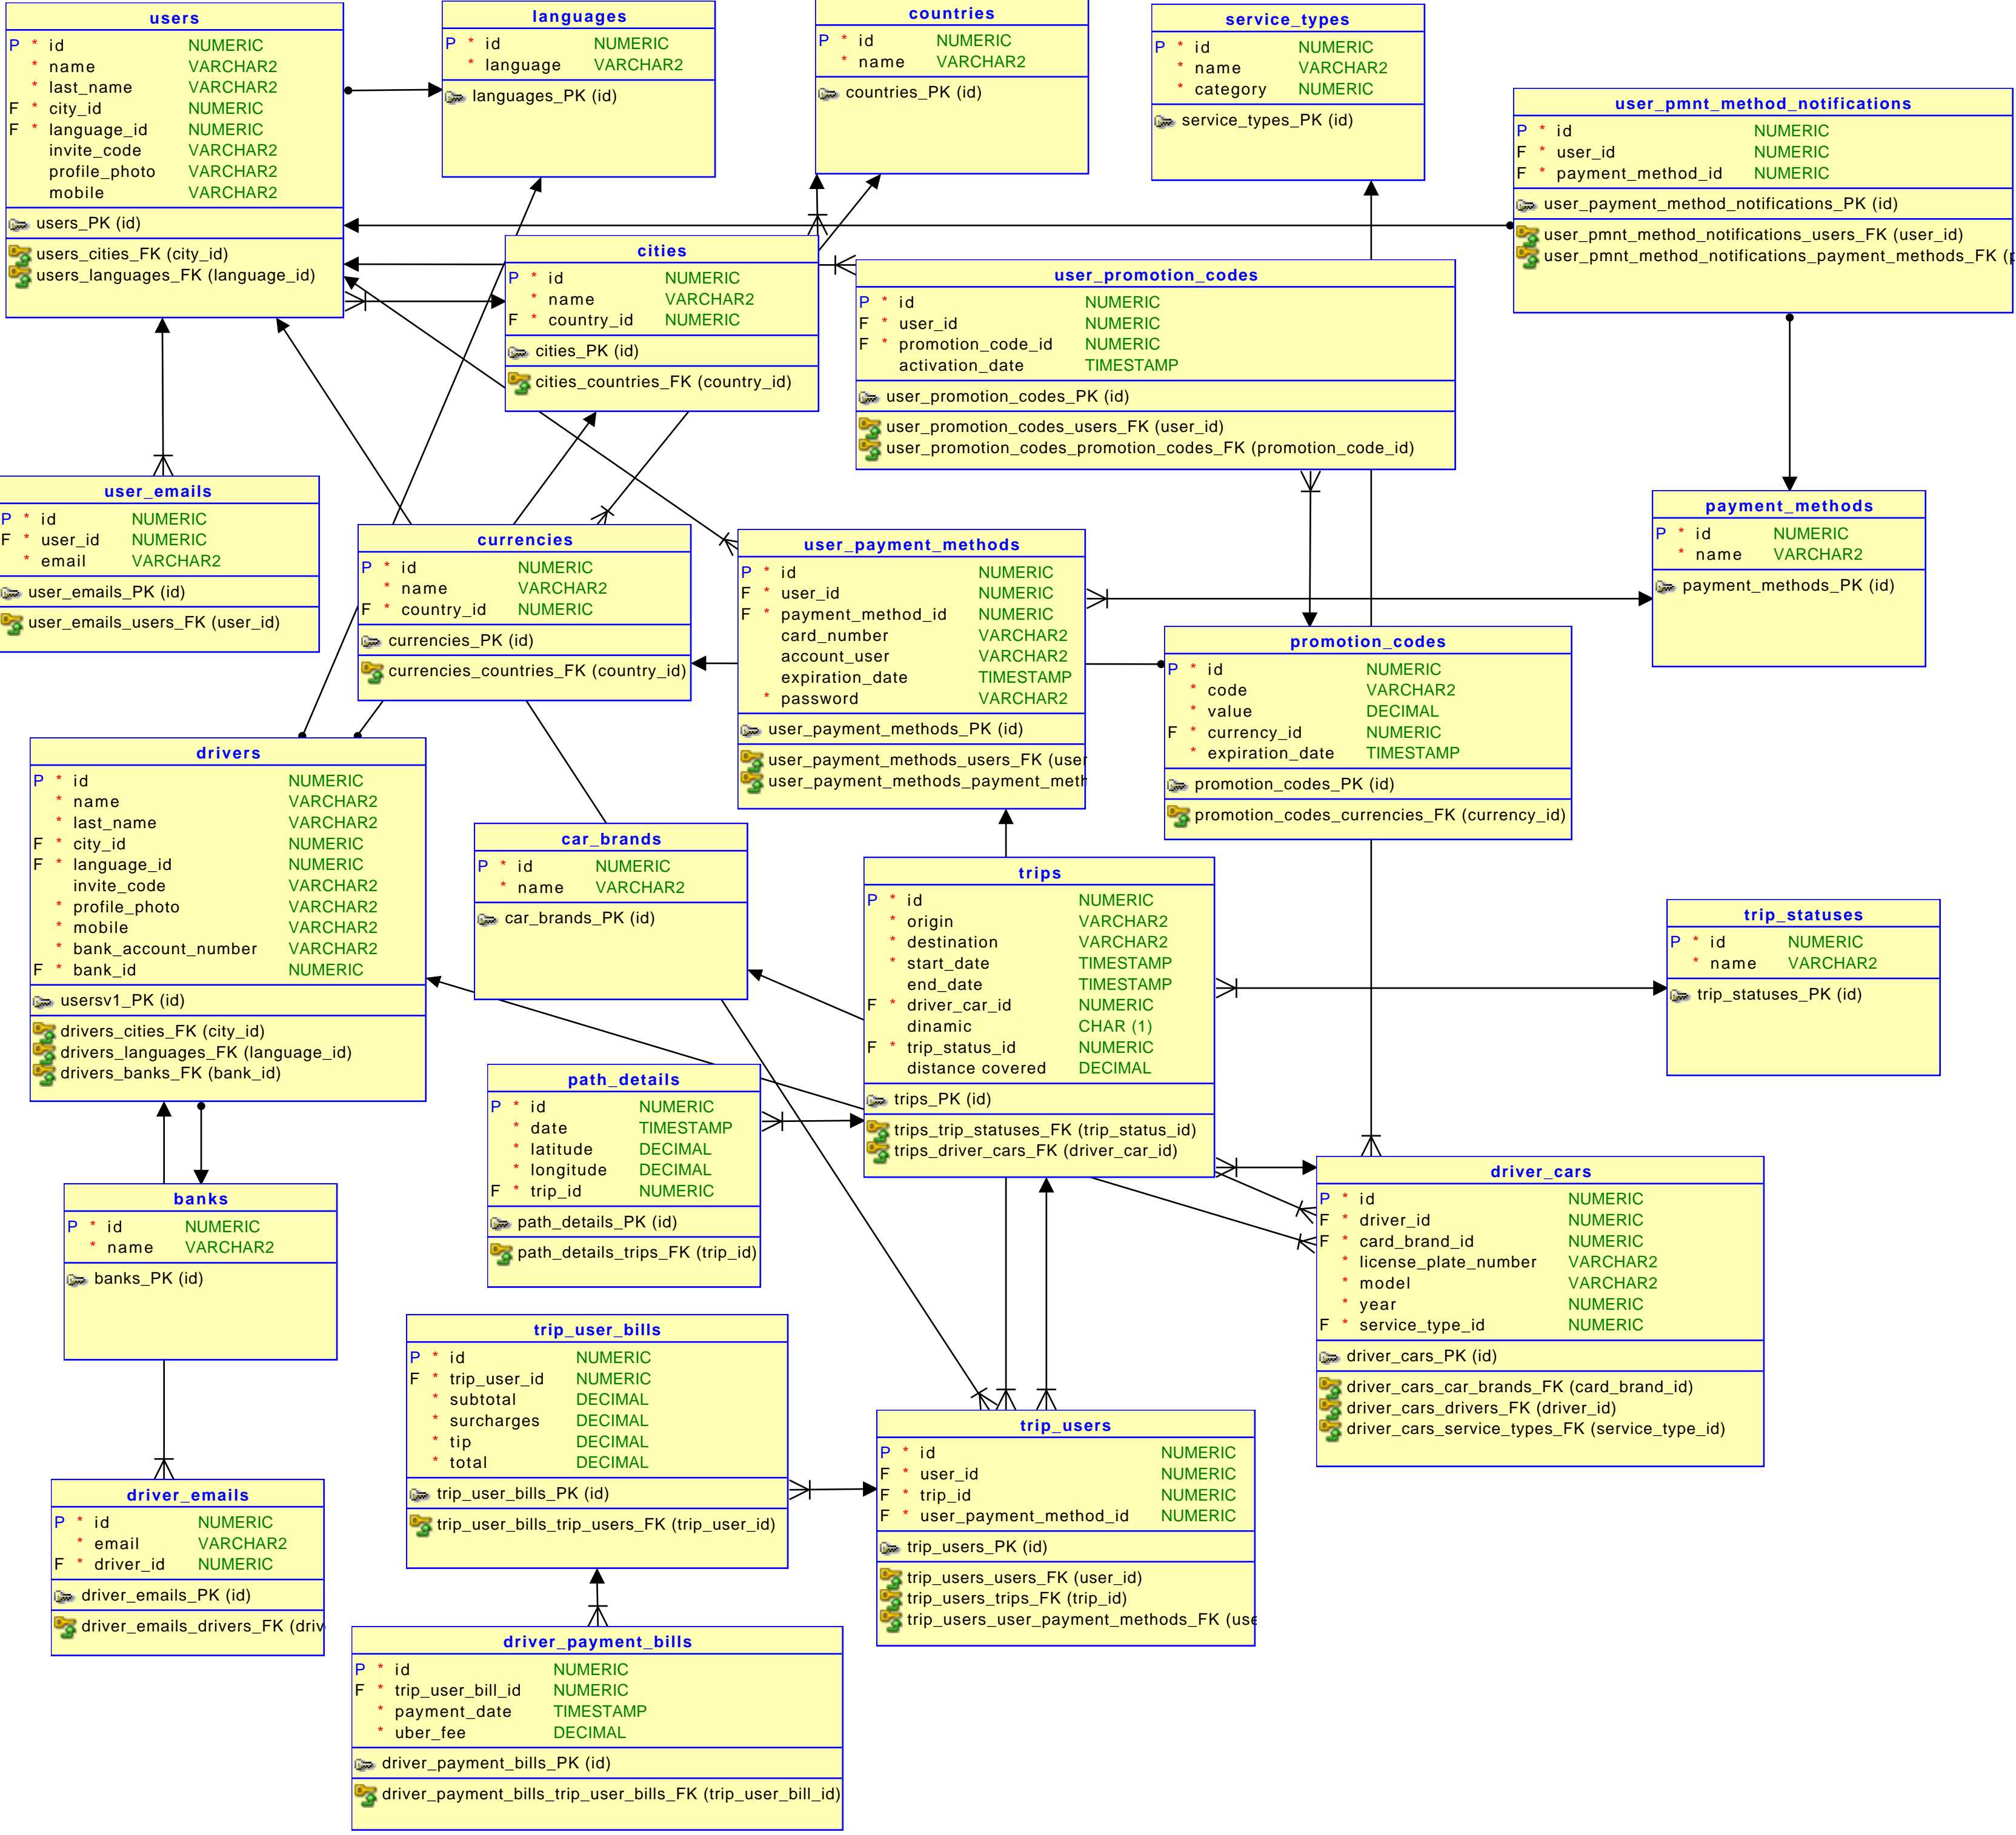 users
P * id NUMERIC
* name VARCHAR2
* last_name VARCHAR2
F * city_id NUMERIC
F * language_id NUMERIC
invite_code VARCHAR2
profile_photo VARCHAR2
mobile VARCHAR2
users_PK (id)
users_cities_FK (city_id)
users_languages_FK (language_id)
languages
P * id NUMERIC
* language VARCHAR2
languages_PK (id)
countries
P * id NUMERIC
* name VARCHAR2
countries_PK (id)
service_types
P * id NUMERIC
* name VARCHAR2
* category NUMERIC
service_types_PK (id)
user_pmnt_method_notifications
P * id NUMERIC
F * user_id NUMERIC
F * payment_method_id NUMERIC
user_payment_method_notifications_PK (id)
user_pmnt_method_notifications_users_FK (user_id)
user_pmnt_method_notifications_payment_methods_FK (p
cities
P * id NUMERIC
* name VARCHAR2
F * country_id NUMERIC
cities_PK (id)
cities_countries_FK (country_id)
user_promotion_codes
P * id NUMERIC
F * user_id NUMERIC
F * promotion_code_id NUMERIC
activation_date TIMESTAMP
user_promotion_codes_PK (id)
user_promotion_codes_users_FK (user_id)
user_promotion_codes_promotion_codes_FK (promotion_code_id)
user_emails
P * id NUMERIC
F * user_id NUMERIC
* email VARCHAR2
user_emails_PK (id)
user_emails_users_FK (user_id)
currencies
P * id NUMERIC
* name VARCHAR2
F * country_id NUMERIC
currencies_PK (id)
currencies_countries_FK (country_id)
user_payment_methods
P * id NUMERIC
F * user_id NUMERIC
F * payment_method_id NUMERIC
card_number VARCHAR2
account_user VARCHAR2
expiration_date TIMESTAMP
* password VARCHAR2
user_payment_methods_PK (id)
user_payment_methods_users_FK (user
user_payment_methods_payment_meth
payment_methods
P * id NUMERIC
* name VARCHAR2
payment_methods_PK (id)
promotion_codes
P * id NUMERIC
* code VARCHAR2
* value DECIMAL
F * currency_id NUMERIC
* expiration_date TIMESTAMP
promotion_codes_PK (id)
promotion_codes_currencies_FK (currency_id)
drivers
P * id NUMERIC
* name VARCHAR2
* last_name VARCHAR2
F * city_id NUMERIC
F * language_id NUMERIC
invite_code VARCHAR2
* profile_photo VARCHAR2
* mobile VARCHAR2
* bank_account_number VARCHAR2
F * bank_id NUMERIC
usersv1_PK (id)
drivers_cities_FK (city_id)
drivers_languages_FK (language_id)
drivers_banks_FK (bank_id)
car_brands
P * id NUMERIC
* name VARCHAR2
car_brands_PK (id)
trips
P * id NUMERIC
* origin VARCHAR2
* destination VARCHAR2
* start_date TIMESTAMP
end_date TIMESTAMP
F * driver_car_id NUMERIC
dinamic CHAR (1)
F * trip_status_id NUMERIC
distance covered DECIMAL
trips_PK (id)
trips_trip_statuses_FK (trip_status_id)
trips_driver_cars_FK (driver_car_id)
trip_statuses
P * id NUMERIC
* name VARCHAR2
trip_statuses_PK (id)
path_details
P * id NUMERIC
* date TIMESTAMP
* latitude DECIMAL
* longitude DECIMAL
F * trip_id NUMERIC
path_details_PK (id)
path_details_trips_FK (trip_id)
banks
P * id NUMERIC
* name VARCHAR2
banks_PK (id)
driver_cars
P * id NUMERIC
F * driver_id NUMERIC
F * card_brand_id NUMERIC
* license_plate_number VARCHAR2
* model VARCHAR2
* year NUMERIC
F * service_type_id NUMERIC
driver_cars_PK (id)
driver_cars_car_brands_FK (card_brand_id)
driver_cars_drivers_FK (driver_id)
driver_cars_service_types_FK (service_type_id)
trip_user_bills
P * id NUMERIC
F * trip_user_id NUMERIC
* subtotal DECIMAL
* surcharges DECIMAL
* tip DECIMAL
* total DECIMAL
trip_user_bills_PK (id)
trip_user_bills_trip_users_FK (trip_user_id)
trip_users
P * id NUMERIC
F * user_id NUMERIC
F * trip_id NUMERIC
F * user_payment_method_id NUMERIC
trip_users_PK (id)
trip_users_users_FK (user_id)
trip_users_trips_FK (trip_id)
trip_users_user_payment_methods_FK (use
driver_emails
P * id NUMERIC
* email VARCHAR2
F * driver_id NUMERIC
driver_emails_PK (id)
driver_emails_drivers_FK (driv
driver_payment_bills
P * id NUMERIC
F * trip_user_bill_id NUMERIC
* payment_date TIMESTAMP
* uber_fee DECIMAL
driver_payment_bills_PK (id)
driver_payment_bills_trip_user_bills_FK (trip_user_bill_id)